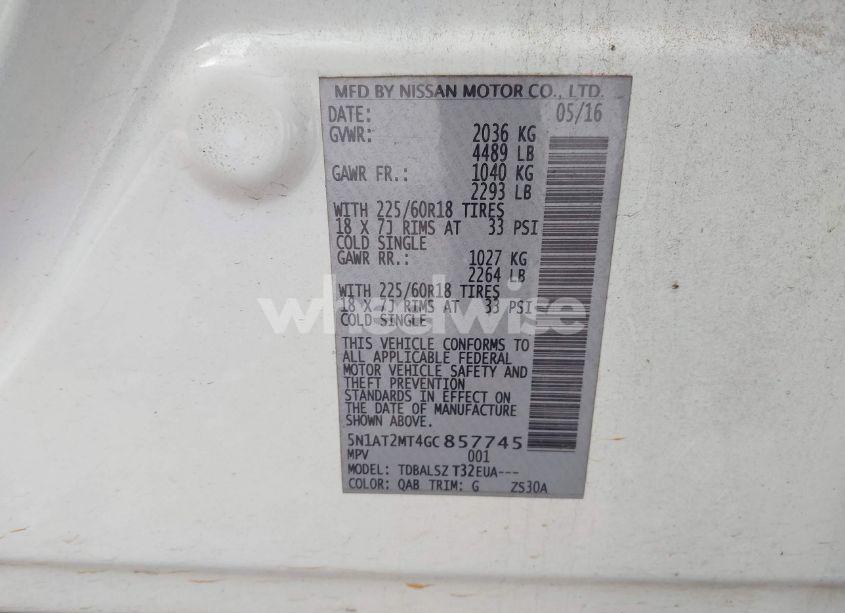 MFD BY NISSAN MOTOR CO., LTD.
DATE: 05/16
GVWR: 2036 KG
4489 LB
GAWR FR.: 1040 KG
2293 LB
WITH 225/60R18 TIRES
18 X 7J RIMS AT 33 PSI
COLD SINGLE
GAWR RR.: 1027 KG
2264 LB
WITH 225/60R18 TIRES
18 X 7J RIMS AT 33 PSI
COLD SINGLE
wheelwise
THIS VEHICLE CONFORMS TO
ALL APPLICABLE FEDERAL
MOTOR VEHICLE SAFETY AND
THEFT PREVENTION
STANDARDS IN EFFECT ON
THE DATE OF MANUFACTURE
SHOWN ABOVE.
5N1AT2MT4GC857745
MPV 001
MODEL: TDBALSZ T32EUA---
COLOR: QAB TRIM: G ZS30A